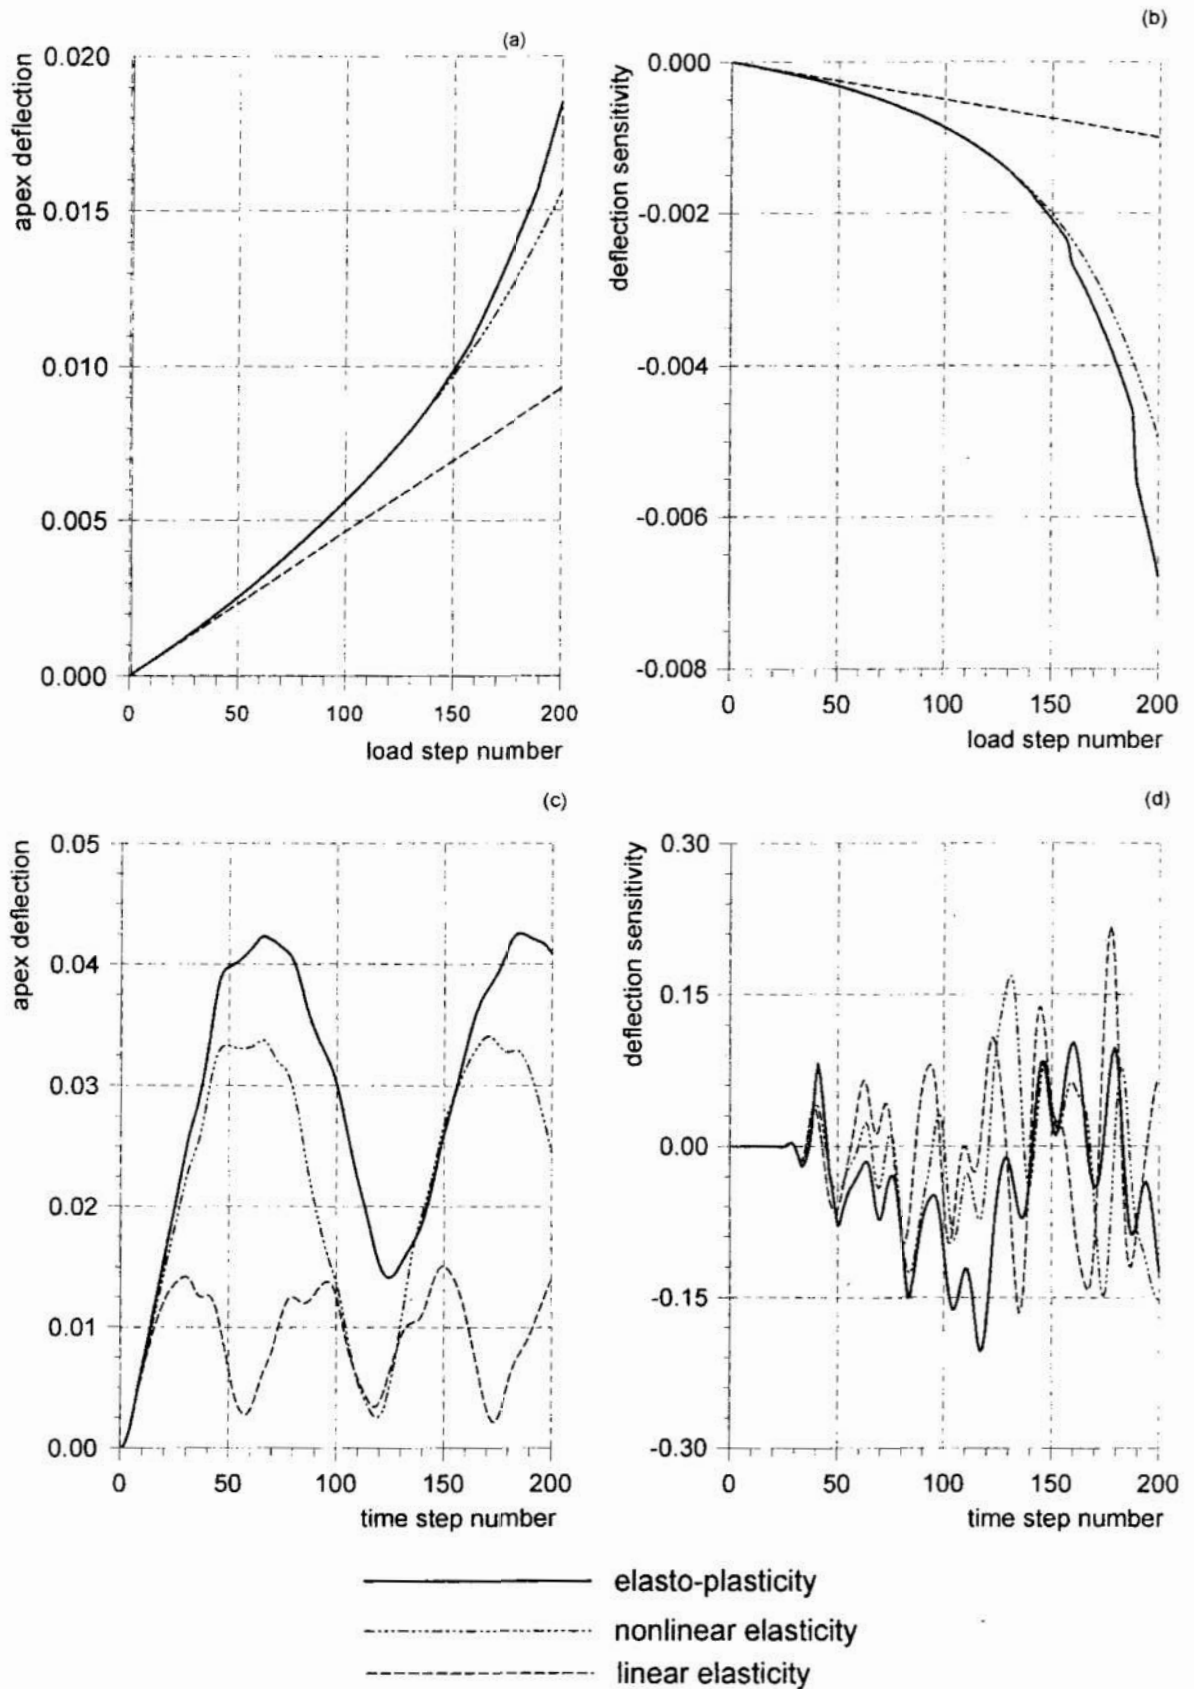 (a)
apex deflection
0.020
0.015
0.010
0.005
0.000
0 50 100 150 200
load step number
(b)
deflection sensitivity
0.000
-0.002
-0.004
-0.006
-0.008
0 50 100 150 200
load step number
(c)
apex deflection
0.05
0.04
0.03
0.02
0.01
0.00
0 50 100 150 200
time step number
(d)
deflection sensitivity
0.30
0.15
0.00
-0.15
-0.30
0 50 100 150 200
time step number
elasto-plasticity
nonlinear elasticity
linear elasticity